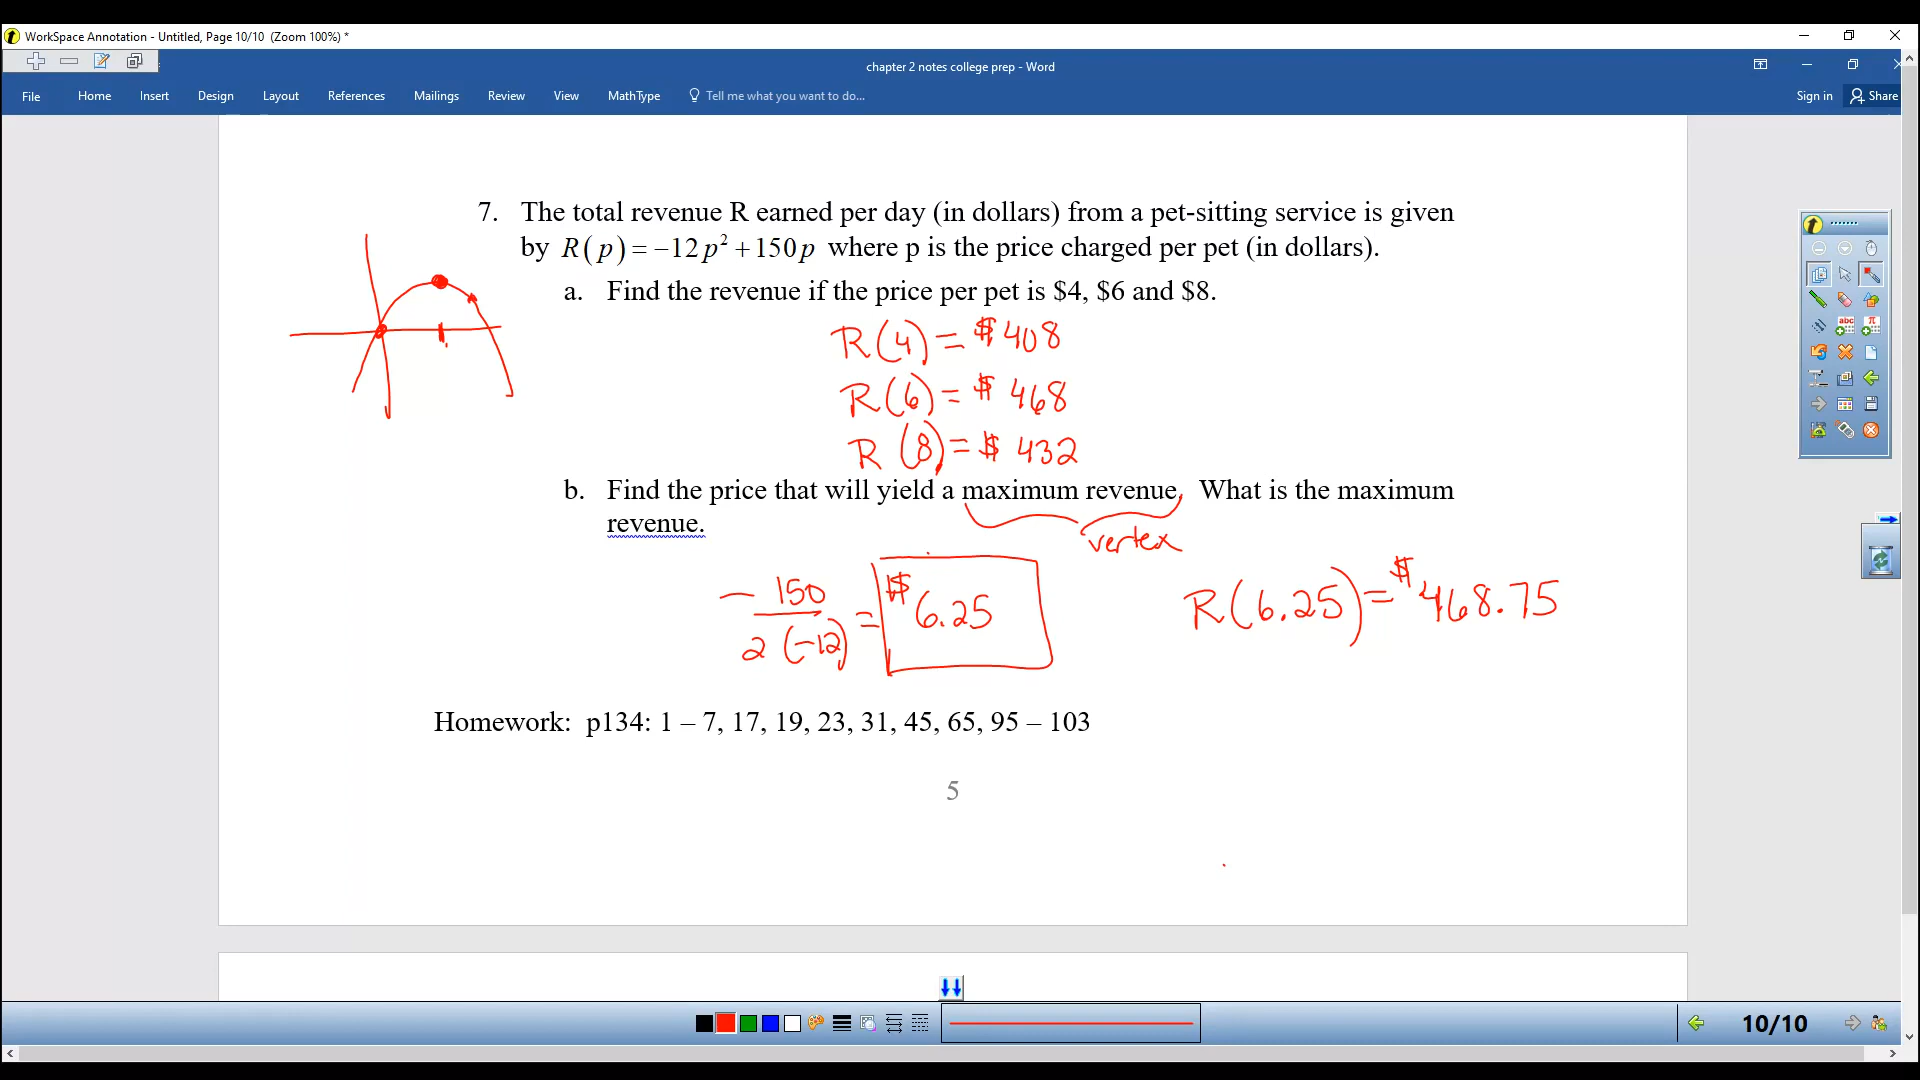 WorkSpace Annotation - Untitled, Page 10/10 (Zoom 100%) *
chapter 2 notes college prep - Word
File Home Insert Design Layout References Mailings Review View MathType Tell me what you want to do... Sign in Share
7. The total revenue R earned per day (in dollars) from a pet-sitting service is given
by R(p) = −12p² + 150p where p is the price charged per pet (in dollars).
a. Find the revenue if the price per pet is $4, $6 and $8.
R(4) = $408
R(6) = $468
R(8) = $432
b. Find the price that will yield a maximum revenue. What is the maximum
revenue.
vertex
−150/2(−12) = $6.25
R(6.25) = $468.75
Homework: p134: 1 – 7, 17, 19, 23, 31, 45, 65, 95 – 103
5
10/10